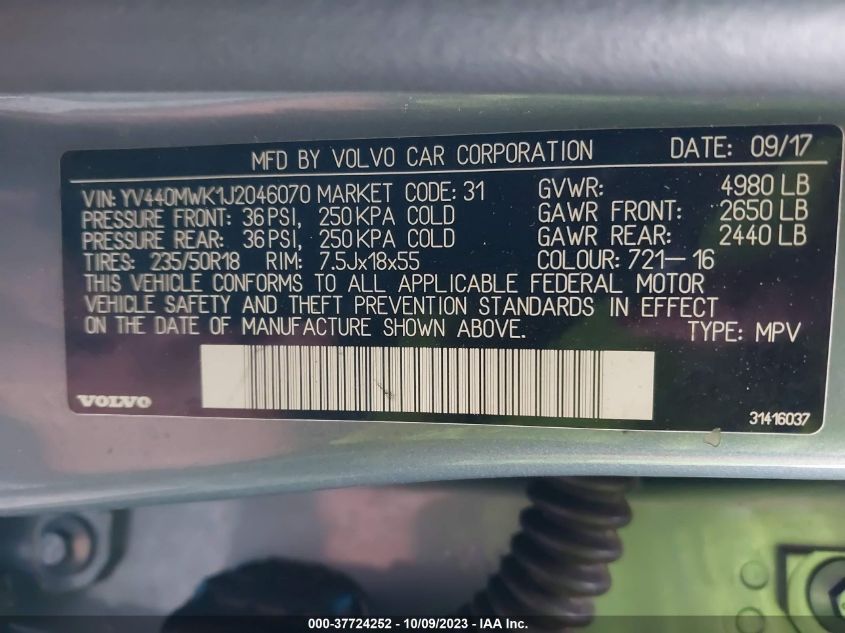 MFD BY VOLVO CAR CORPORATION DATE: 09/17
VIN: YV440MWK1J2046070 MARKET CODE: 31 GVWR: 4980 LB
PRESSURE FRONT: 36 PSI, 250 KPA COLD GAWR FRONT: 2650 LB
PRESSURE REAR: 36 PSI, 250 KPA COLD GAWR REAR: 2440 LB
TIRES: 235/50R18 RIM: 7.5Jx18x55 COLOUR: 721—16
THIS VEHICLE CONFORMS TO ALL APPLICABLE FEDERAL MOTOR
VEHICLE SAFETY AND THEFT PREVENTION STANDARDS IN EFFECT
ON THE DATE OF MANUFACTURE SHOWN ABOVE. TYPE: MPV
VOLVO 31416037
000-37724252 - 10/09/2023 - IAA Inc.